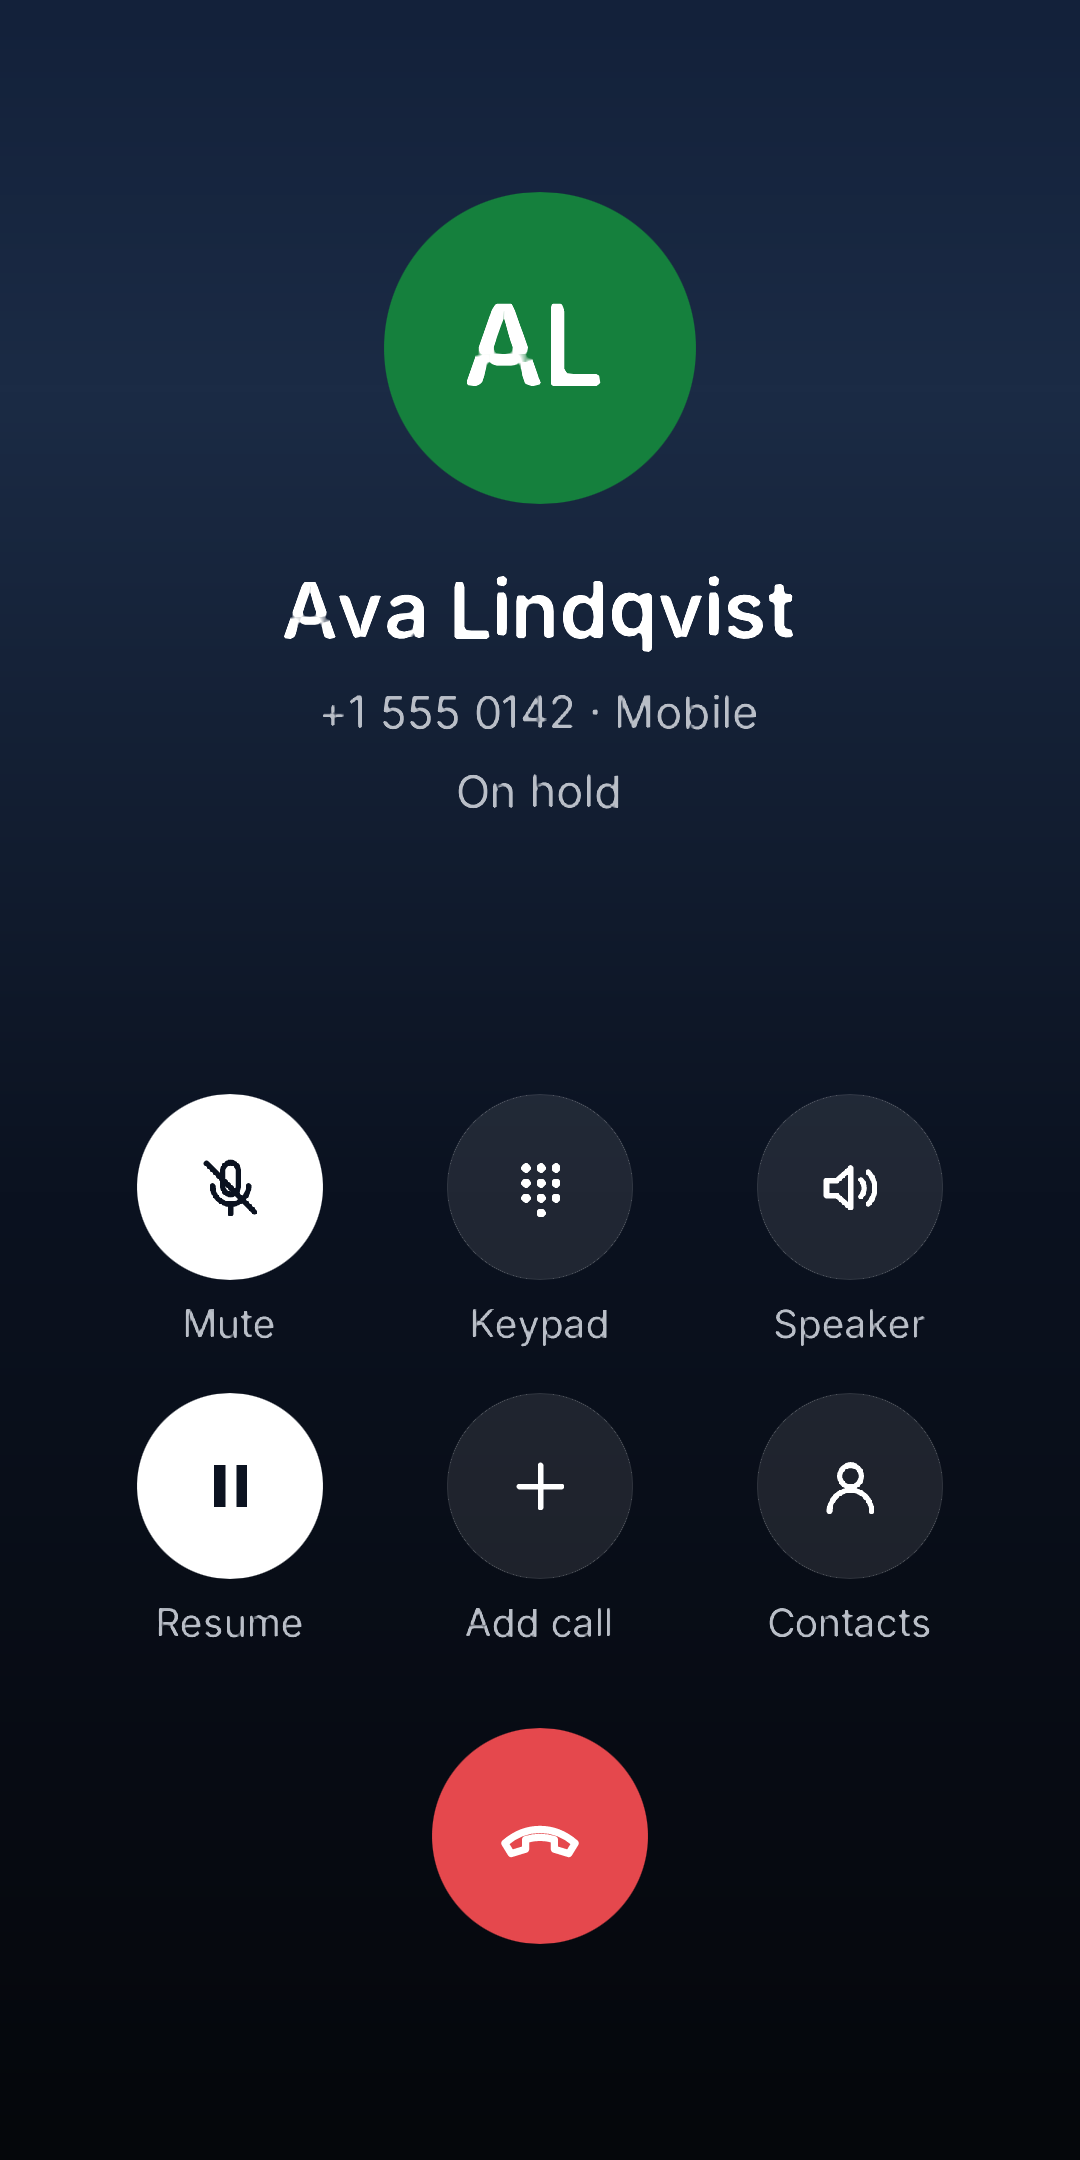 AL
Ava Lindqvist
+1 555 0142 · Mobile
On hold
Mute
Keypad
Speaker
Resume
Add call
Contacts